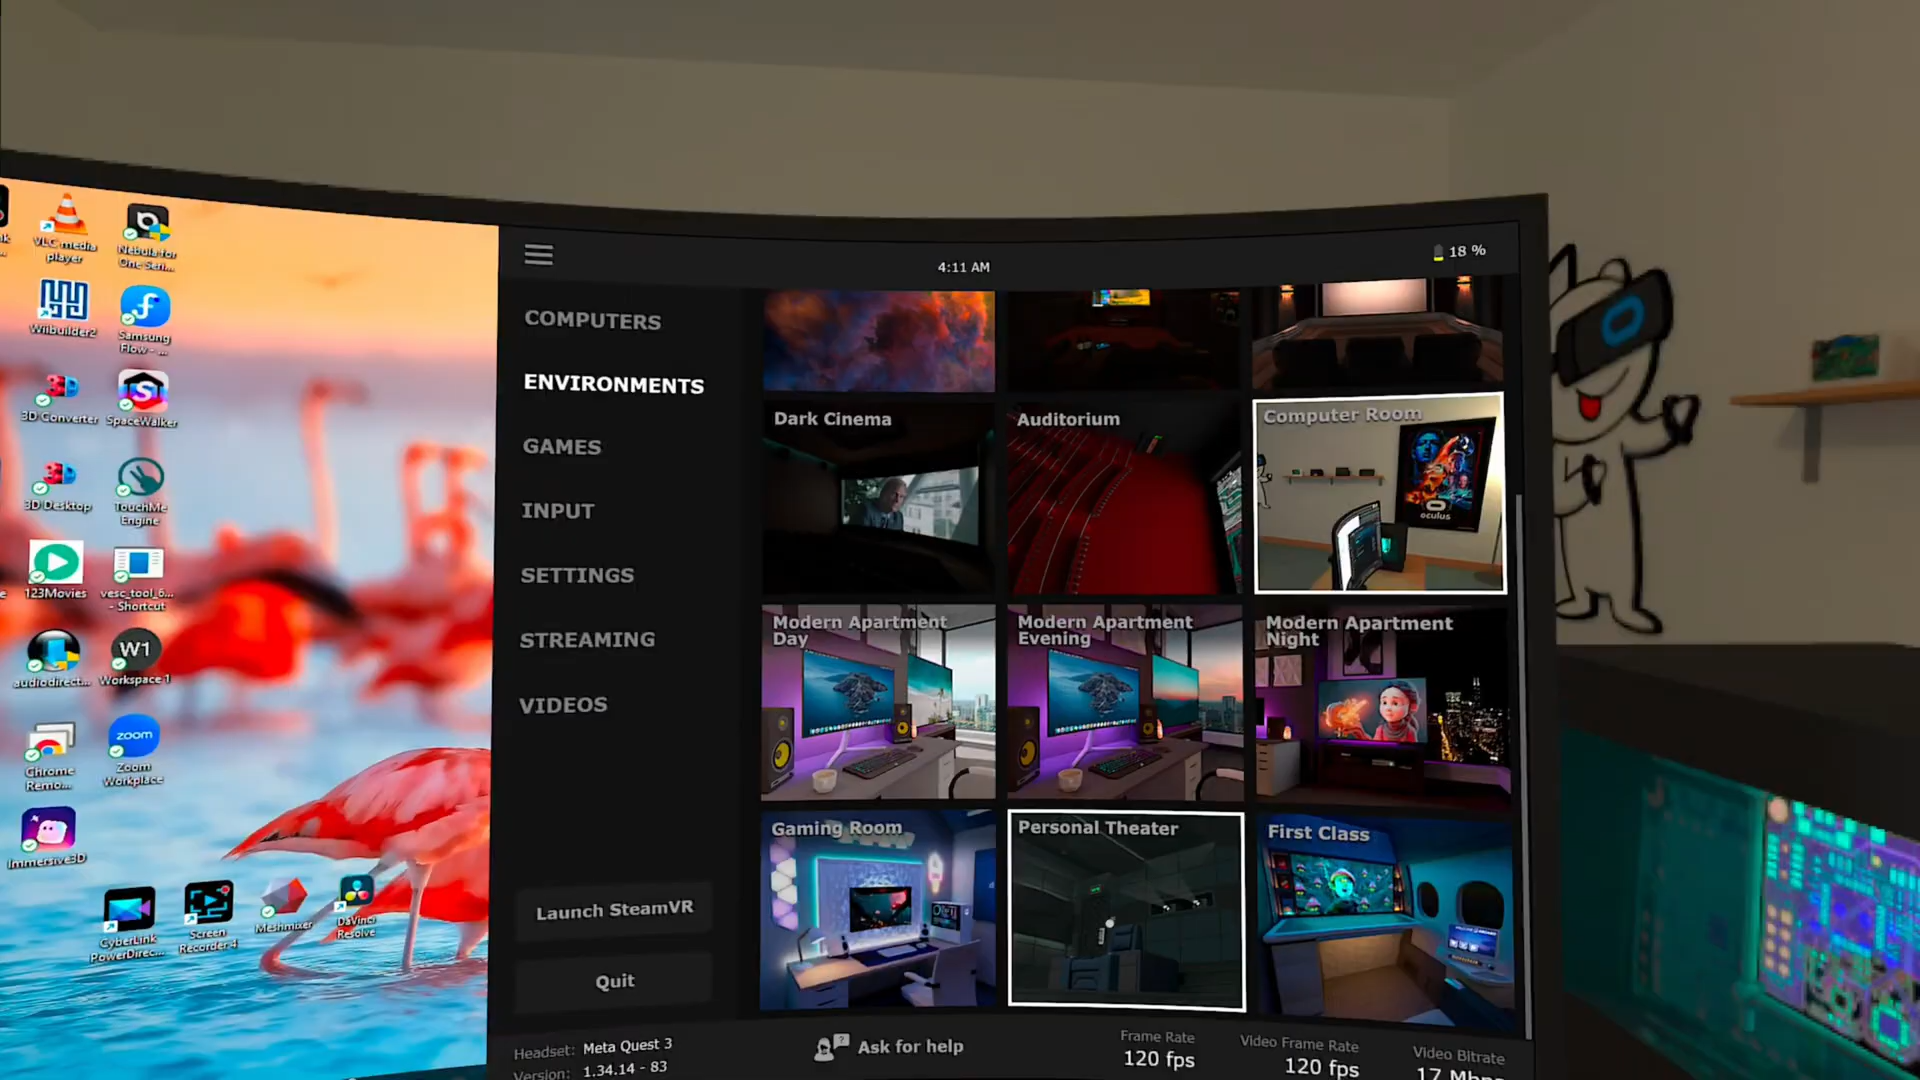 VLC media
player
Nebula for
One Seri...
Wiibuilder2
Samsung
Flow - ...
3D Converter
SpaceWalker
3D Desktop
TouchMe
Engine
123Movies
vesc_tool_6...
- Shortcut
audiodirect...
W1
Workspace 1
Chrome
Remo...
zoom
Zoom
Workplace
Immersive3D
CyberLink
PowerDirec...
Screen
Recorder 4
Meshmixer
DaVinci
Resolve
4:11 AM
18 %
COMPUTERS
ENVIRONMENTS
GAMES
INPUT
SETTINGS
STREAMING
VIDEOS
Launch SteamVR
Quit
Dark Cinema
Auditorium
Computer Room
oculus
Modern Apartment
Day
Modern Apartment
Evening
Modern Apartment
Night
Gaming Room
Personal Theater
First Class
Headset: Meta Quest 3
Version: 1.34.14 - 83
Ask for help
Frame Rate
120 fps
Video Frame Rate
120 fps
Video Bitrate
17 Mbps